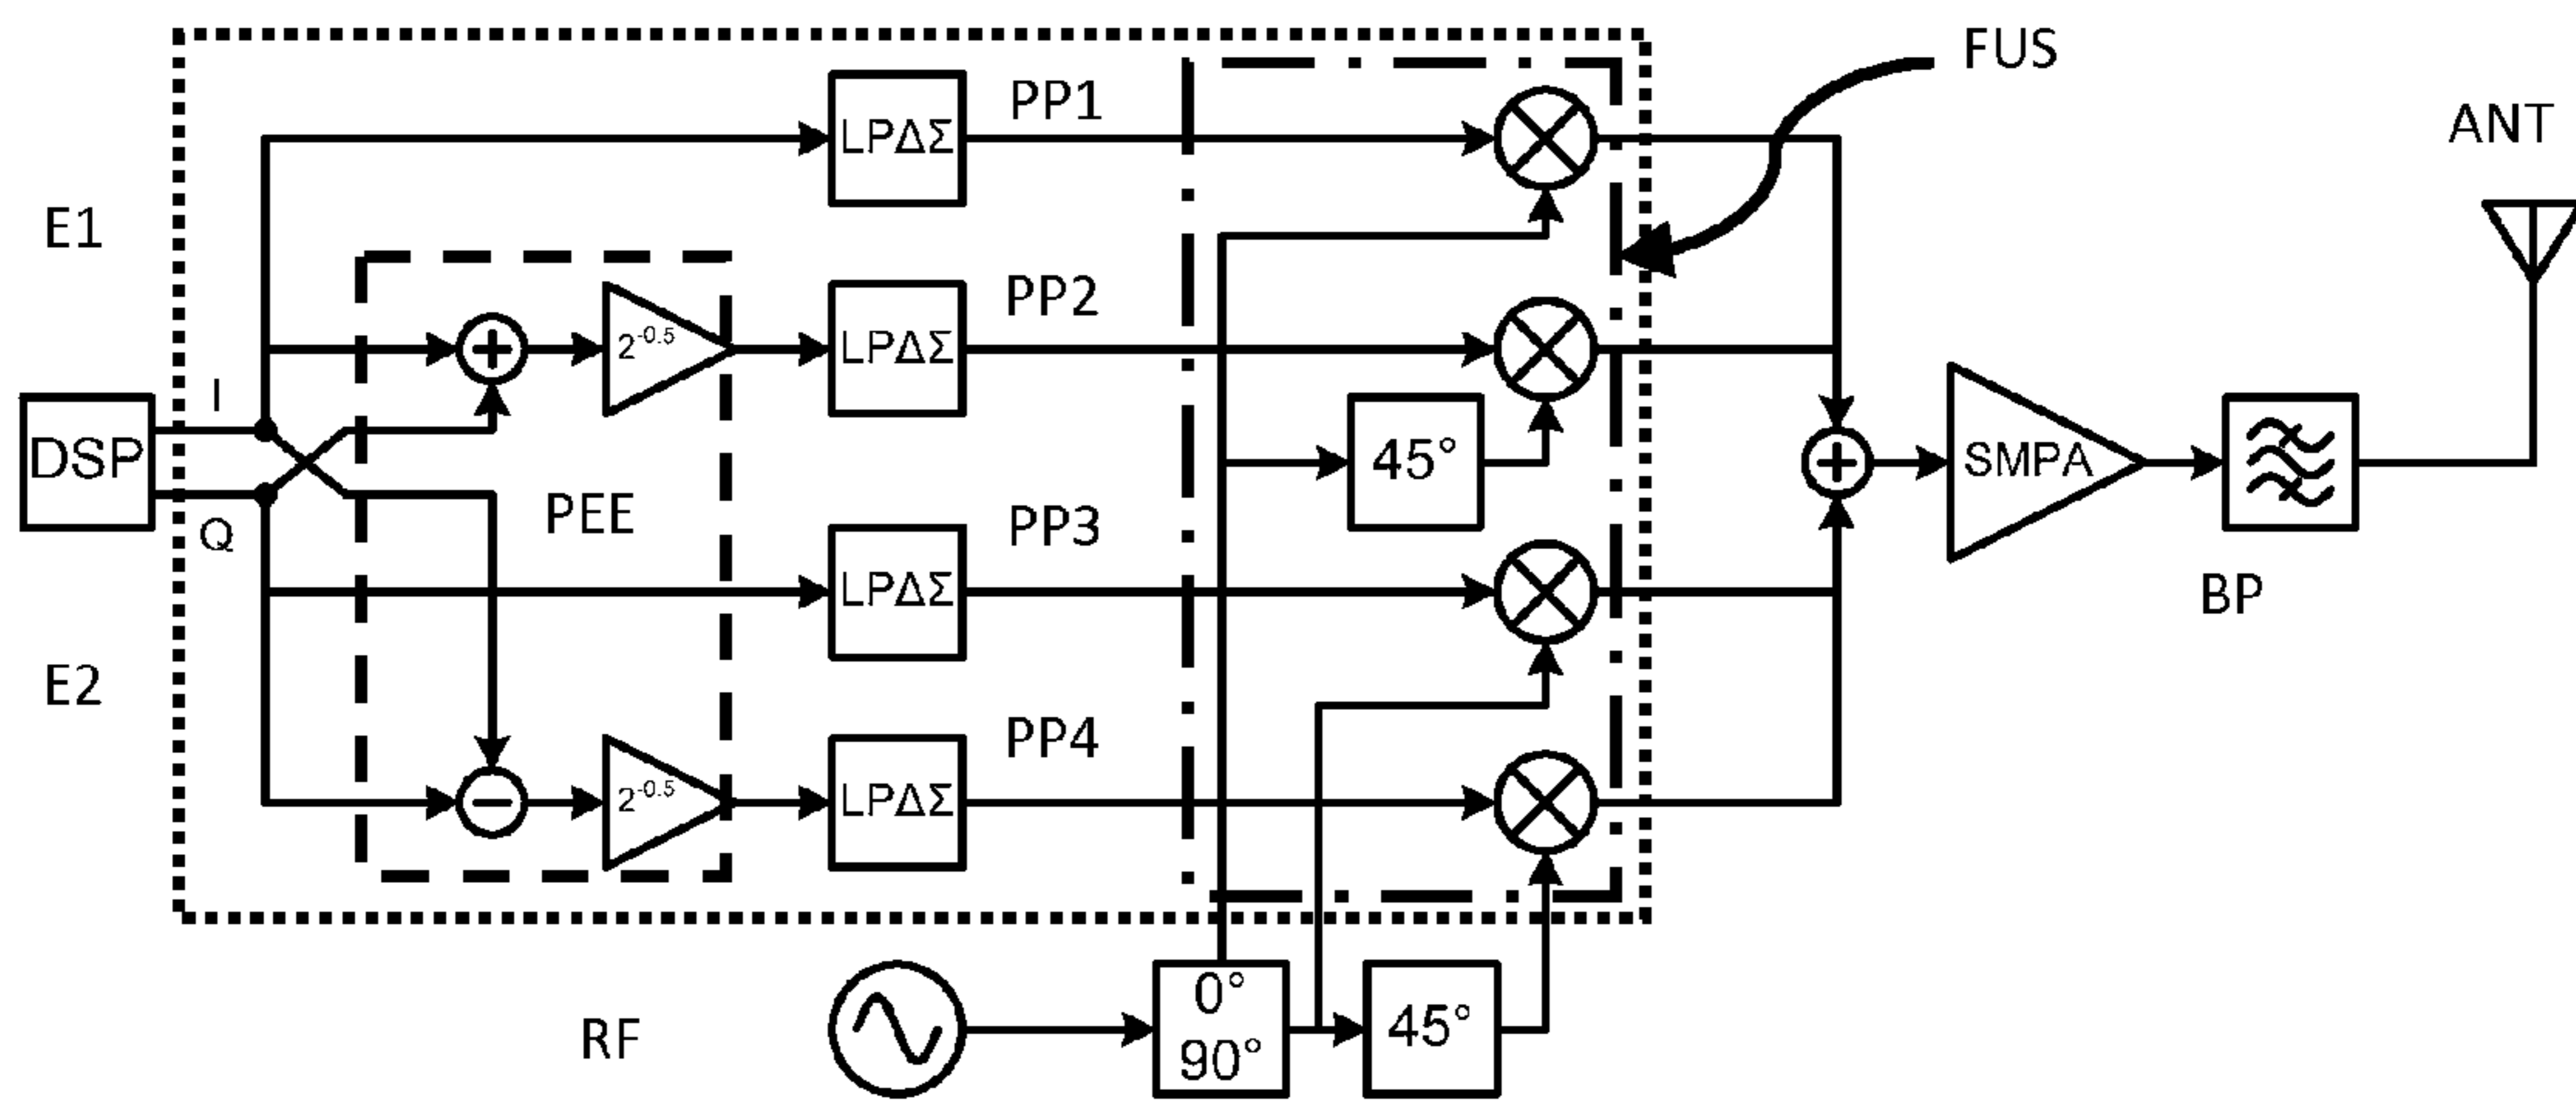 FUS
LPΔΣ
PP1
ANT
E1
LPΔΣ
PP2
2^-0.5
I
DSP
45°
SMPA
Q
PEE
PP3
LPΔΣ
BP
E2
PP4
LPΔΣ
2^-0.5
RF
0°
90°
45°